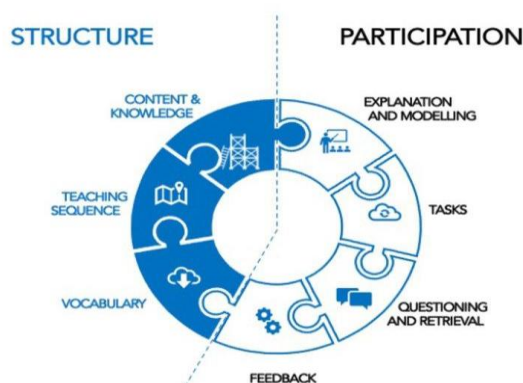 STRUCTURE
PARTICIPATION
CONTENT &
KNOWLEDGE
EXPLANATION
AND MODELLING
TEACHING
SEQUENCE
TASKS
VOCABULARY
QUESTIONING
AND RETRIEVAL
FEEDBACK